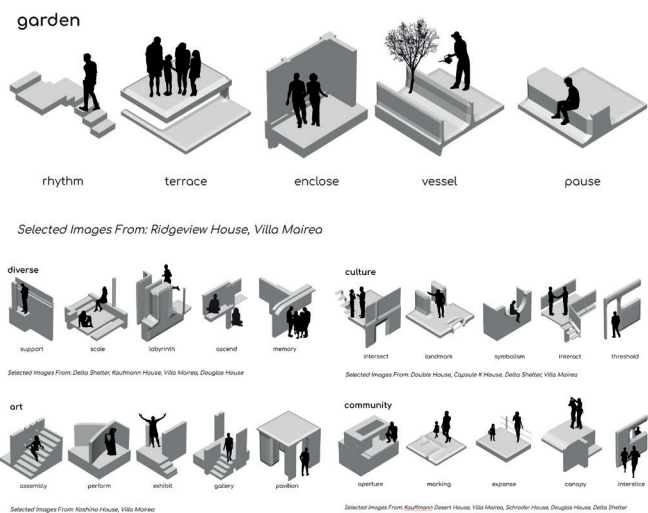 garden
rhythm terrace enclose vessel pause
Selected Images From: Ridgeview House, Villa Mairea
diverse
support scale labyrinth ascend memory
Selected Images From: Delta Shelter, Kaufmann House, Villa Mairea, Douglas House
culture
intersect landmark symbolism interact threshold
Selected Images From: Double House, Capsule K House, Delta Shelter, Villa Mairea
art
assembly perform exhibit gallery pavilion
Selected Images From: Koshino House, Villa Mairea
community
aperture marking expanse canopy interstice
Selected Images From: Kauffmann Desert House, Villa Mairea, Schroder House, Douglas House, Delta Shelter